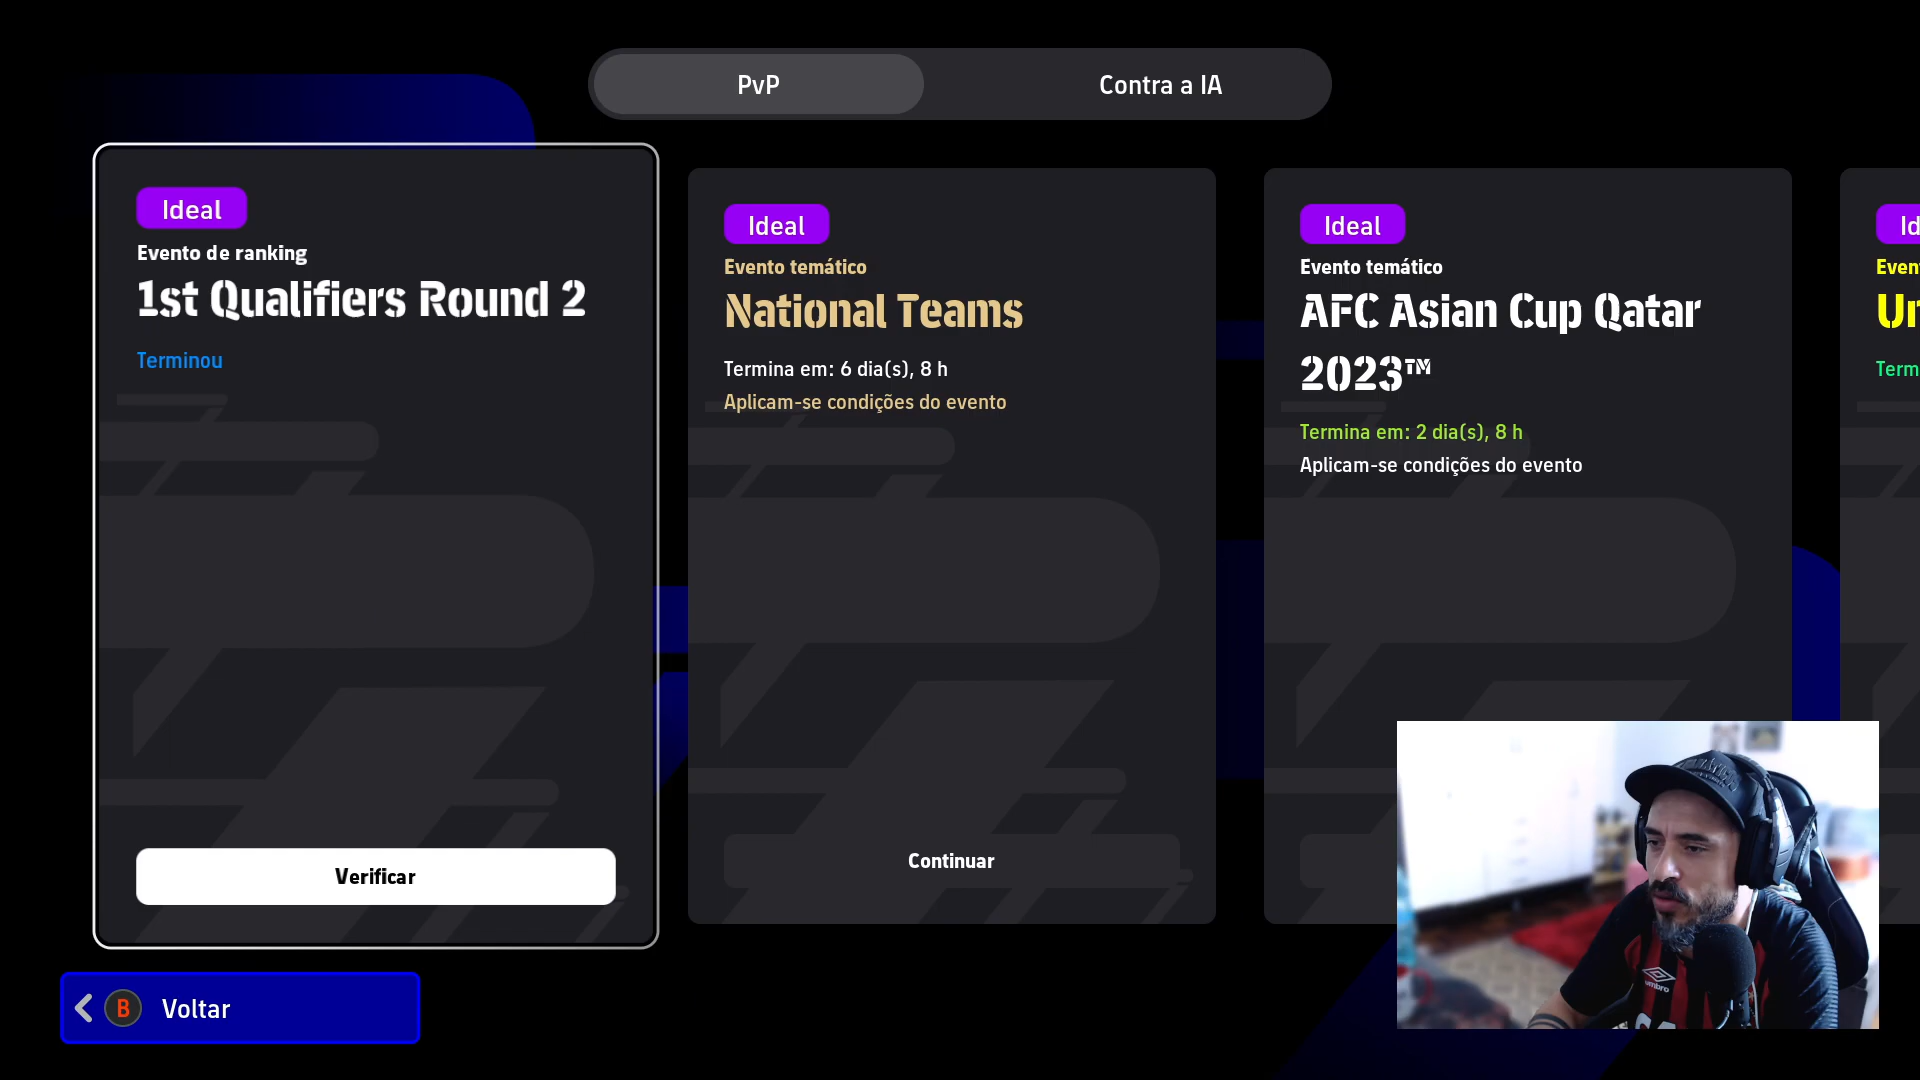 PvP
Contra a IA
Ideal
Evento de ranking
1st Qualifiers Round 2
Terminou
Verificar
Ideal
Evento temático
National Teams
Termina em: 6 dia(s), 8 h
Aplicam-se condições do evento
Continuar
Ideal
Evento temático
AFC Asian Cup Qatar
2023™
Termina em: 2 dia(s), 8 h
Aplicam-se condições do evento
umbro
B Voltar